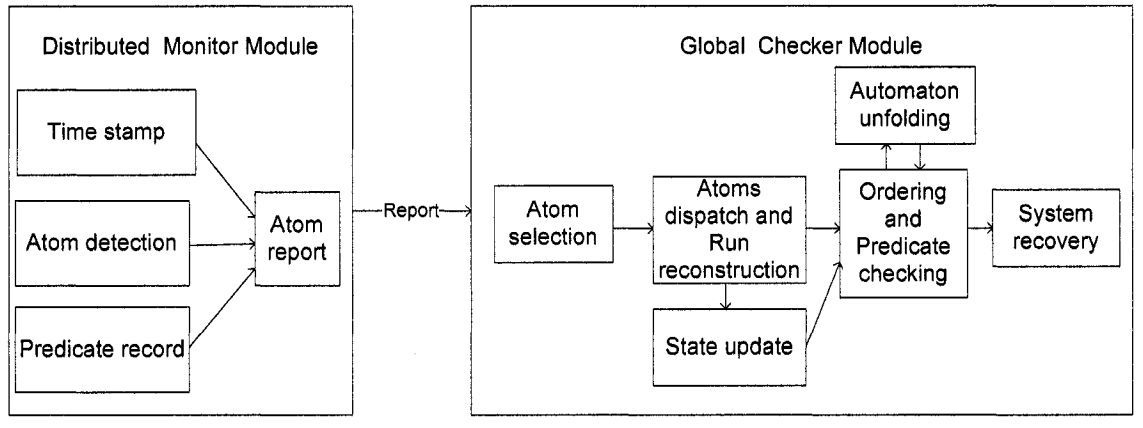 Distributed Monitor Module
Time stamp
Atom detection
Predicate record
Atom
report
Report
Global Checker Module
Atom
selection
Atoms
dispatch and
Run
reconstruction
State update
Automaton
unfolding
Ordering
and
Predicate
checking
System
recovery